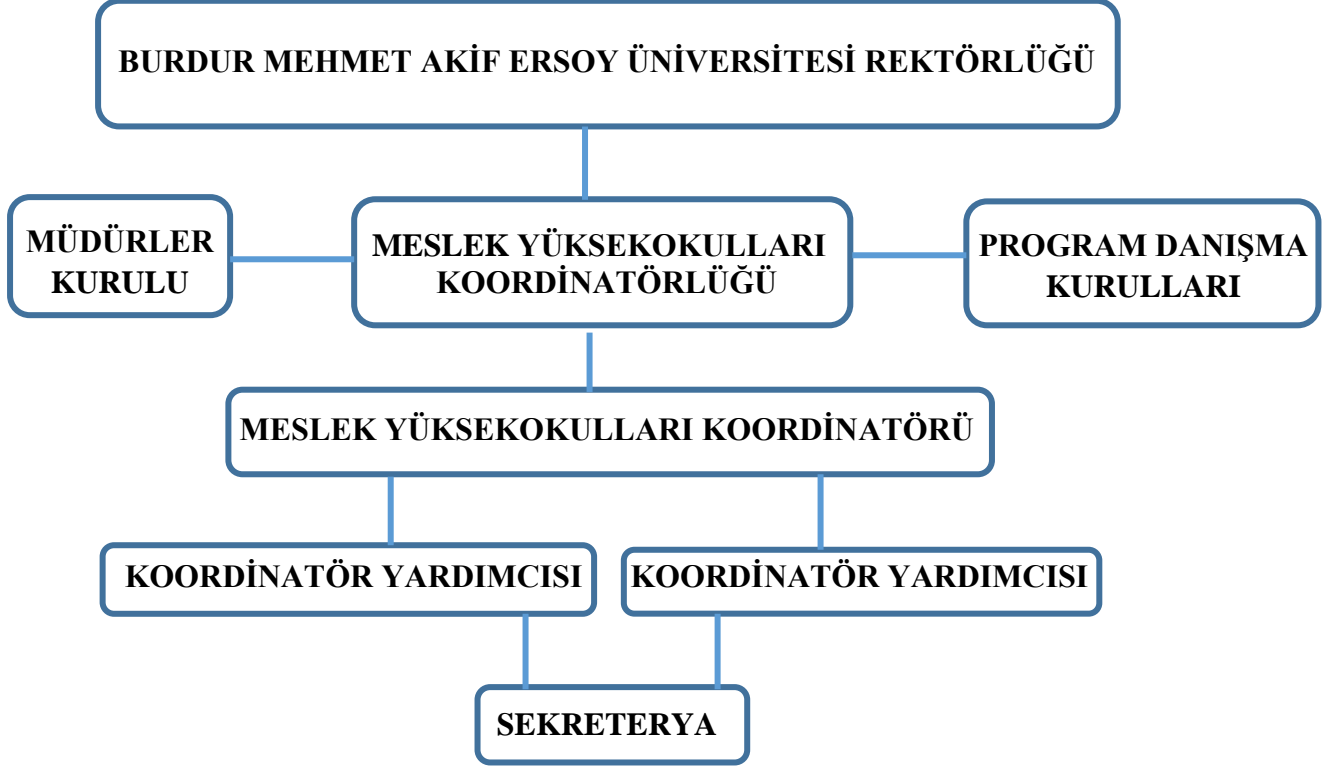 BURDUR MEHMET AKİF ERSOY ÜNİVERSİTESİ REKTÖRLÜĞÜ
MÜDÜRLER
KURULU
MESLEK YÜKSEKOKULLARI
KOORDİNATÖRLÜĞÜ
PROGRAM DANIŞMA
KURULLARI
MESLEK YÜKSEKOKULLARI KOORDİNATÖRÜ
KOORDİNATÖR YARDIMCISI
KOORDİNATÖR YARDIMCISI
SEKRETERYA